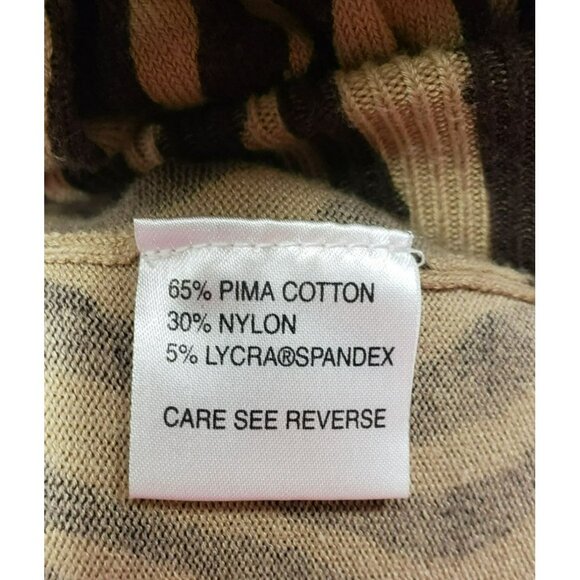 65% PIMA COTTON
30% NYLON
5% LYCRA®SPANDEX
CARE SEE REVERSE